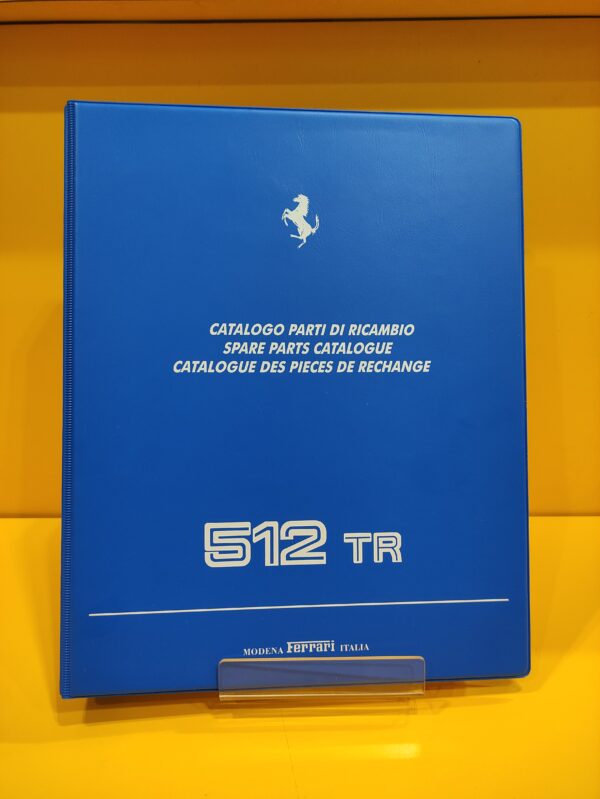 CATALOGO PARTI DI RICAMBIO
SPARE PARTS CATALOGUE
CATALOGUE DES PIECES DE RECHANGE
512 TR
MODENA Ferrari ITALIA